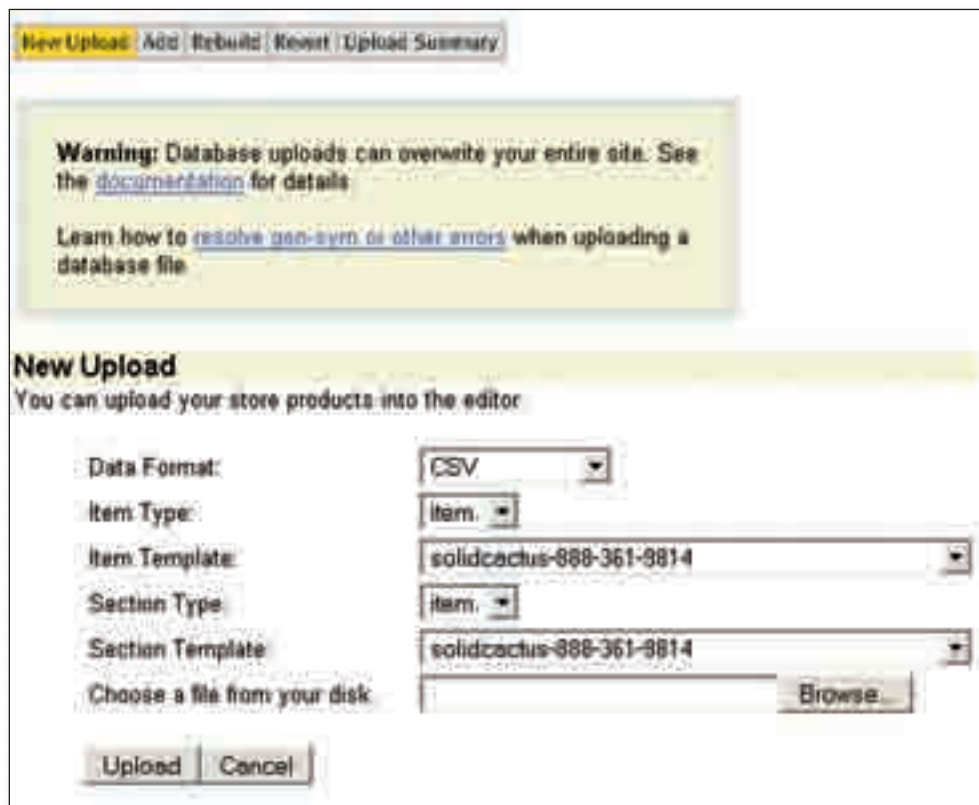 New Upload Add Rebuild Revert Upload Summary
Warning: Database uploads can overwrite your entire site. See
the documentation for details
Learn how to resolve gen-sym or other errors when uploading a
database file
New Upload
You can upload your store products into the editor
Data Format: CSV
Item Type: item.
Item Template: solidcactus-888-361-9814
Section Type: item.
Section Template: solidcactus-888-361-9814
Choose a file from your disk: Browse...
Upload Cancel